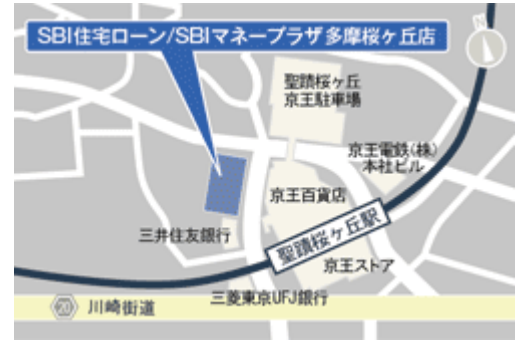 SBI住宅ローン/SBIマネープラザ多摩桜ヶ丘店
N
聖蹟桜ヶ丘
京王駐車場
京王電鉄(株)
本社ビル
京王百貨店
三井住友銀行
聖蹟桜ヶ丘駅
京王ストア
三菱東京UFJ銀行
20
川崎街道